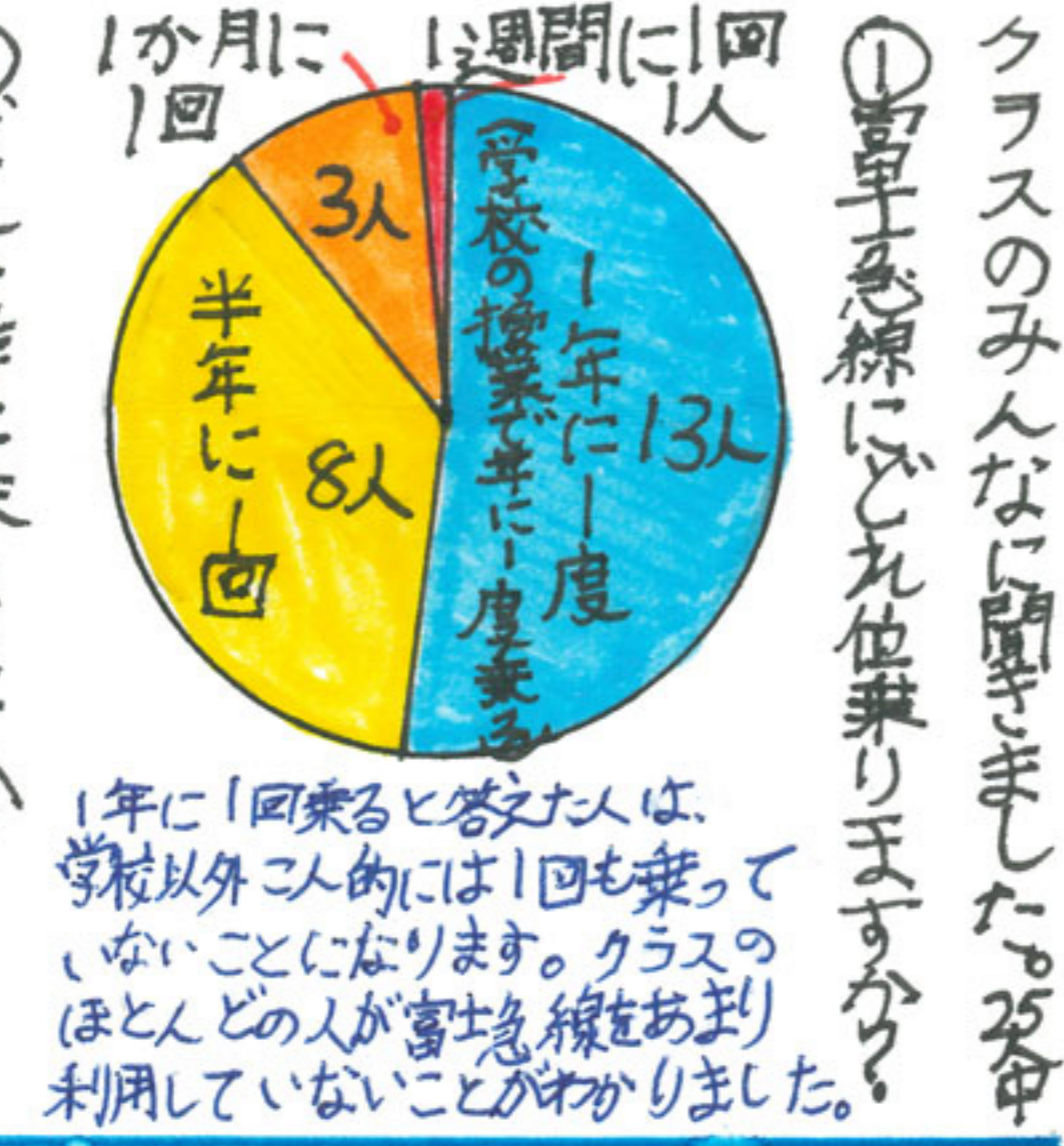 クラスのみんなに聞きました。25人中
①富士急線にどれ位乗りますか?
1週間に1回
1人
1か月に
1回
3人
1年に一度
13人
(学校の授業で年に一度乗る)
半年に1回
8人
1年に1回乗ると答えた人は、
学校以外こ人的には1回も乗って
いないことになります。クラスの
ほとんどの人が富士急線をあまり
利用していないことがわかりました。